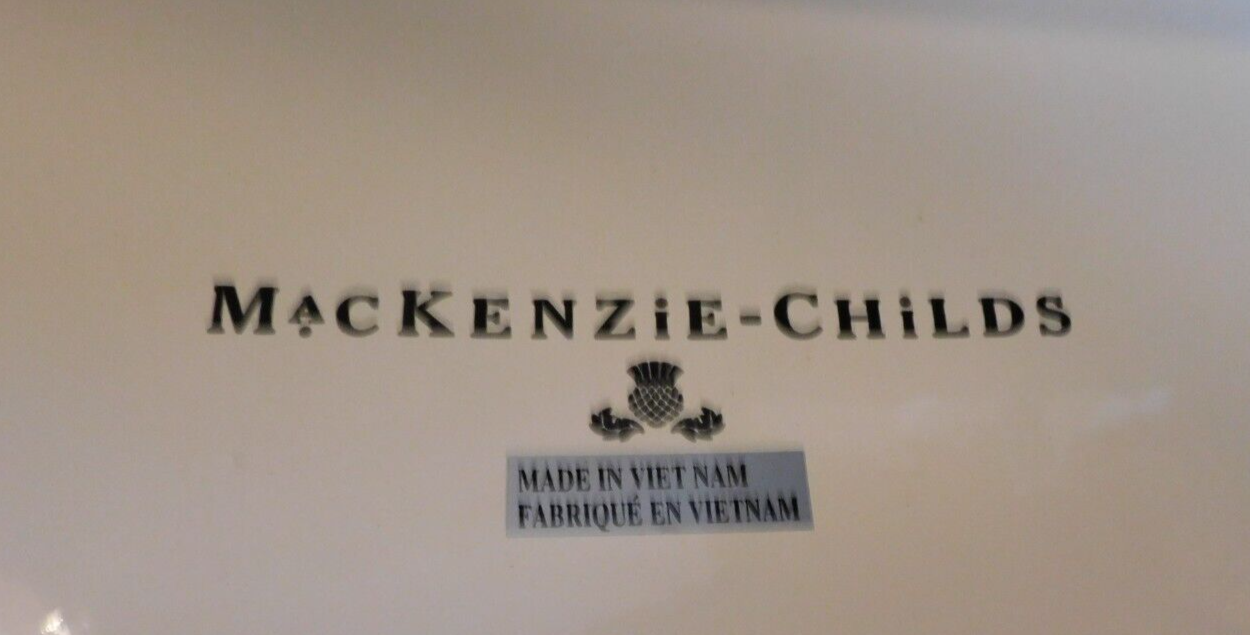 MACKENZiE-CHiLDS
MADE IN VIET NAM
FABRIQUÉ EN VIETNAM